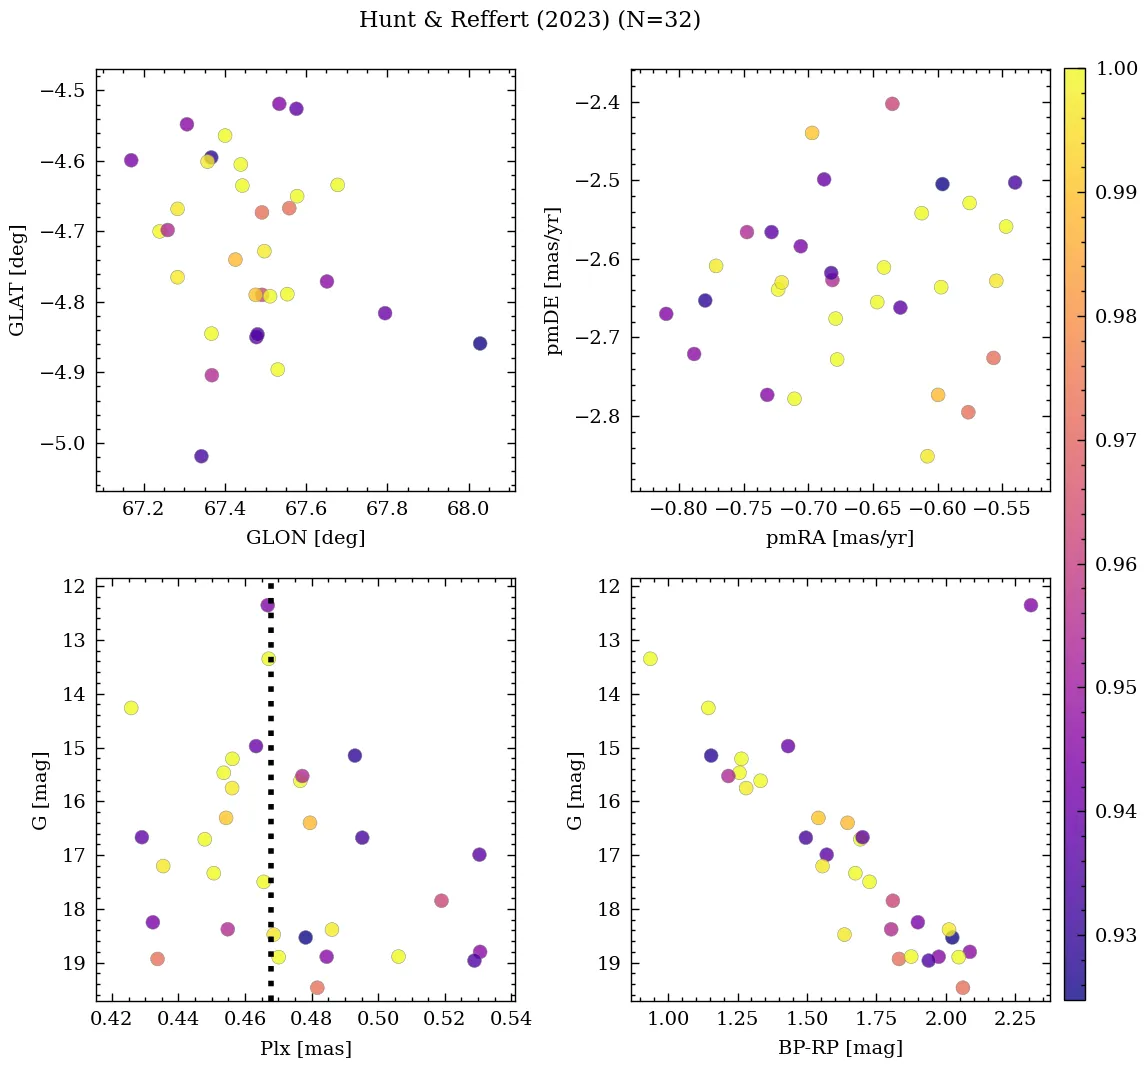 Hunt & Reffert (2023) (N=32)
−4.5
−4.6
−4.7
−4.8
−4.9
−5.0
GLAT [deg]
67.2 67.4 67.6 67.8 68.0
GLON [deg]
−2.4
−2.5
−2.6
−2.7
−2.8
pmDE [mas/yr]
−0.80 −0.75 −0.70 −0.65 −0.60 −0.55
pmRA [mas/yr]
12
13
14
15
16
17
18
19
G [mag]
0.42 0.44 0.46 0.48 0.50 0.52 0.54
Plx [mas]
12
13
14
15
16
17
18
19
G [mag]
1.00 1.25 1.50 1.75 2.00 2.25
BP-RP [mag]
1.00
0.99
0.98
0.97
0.96
0.95
0.94
0.93